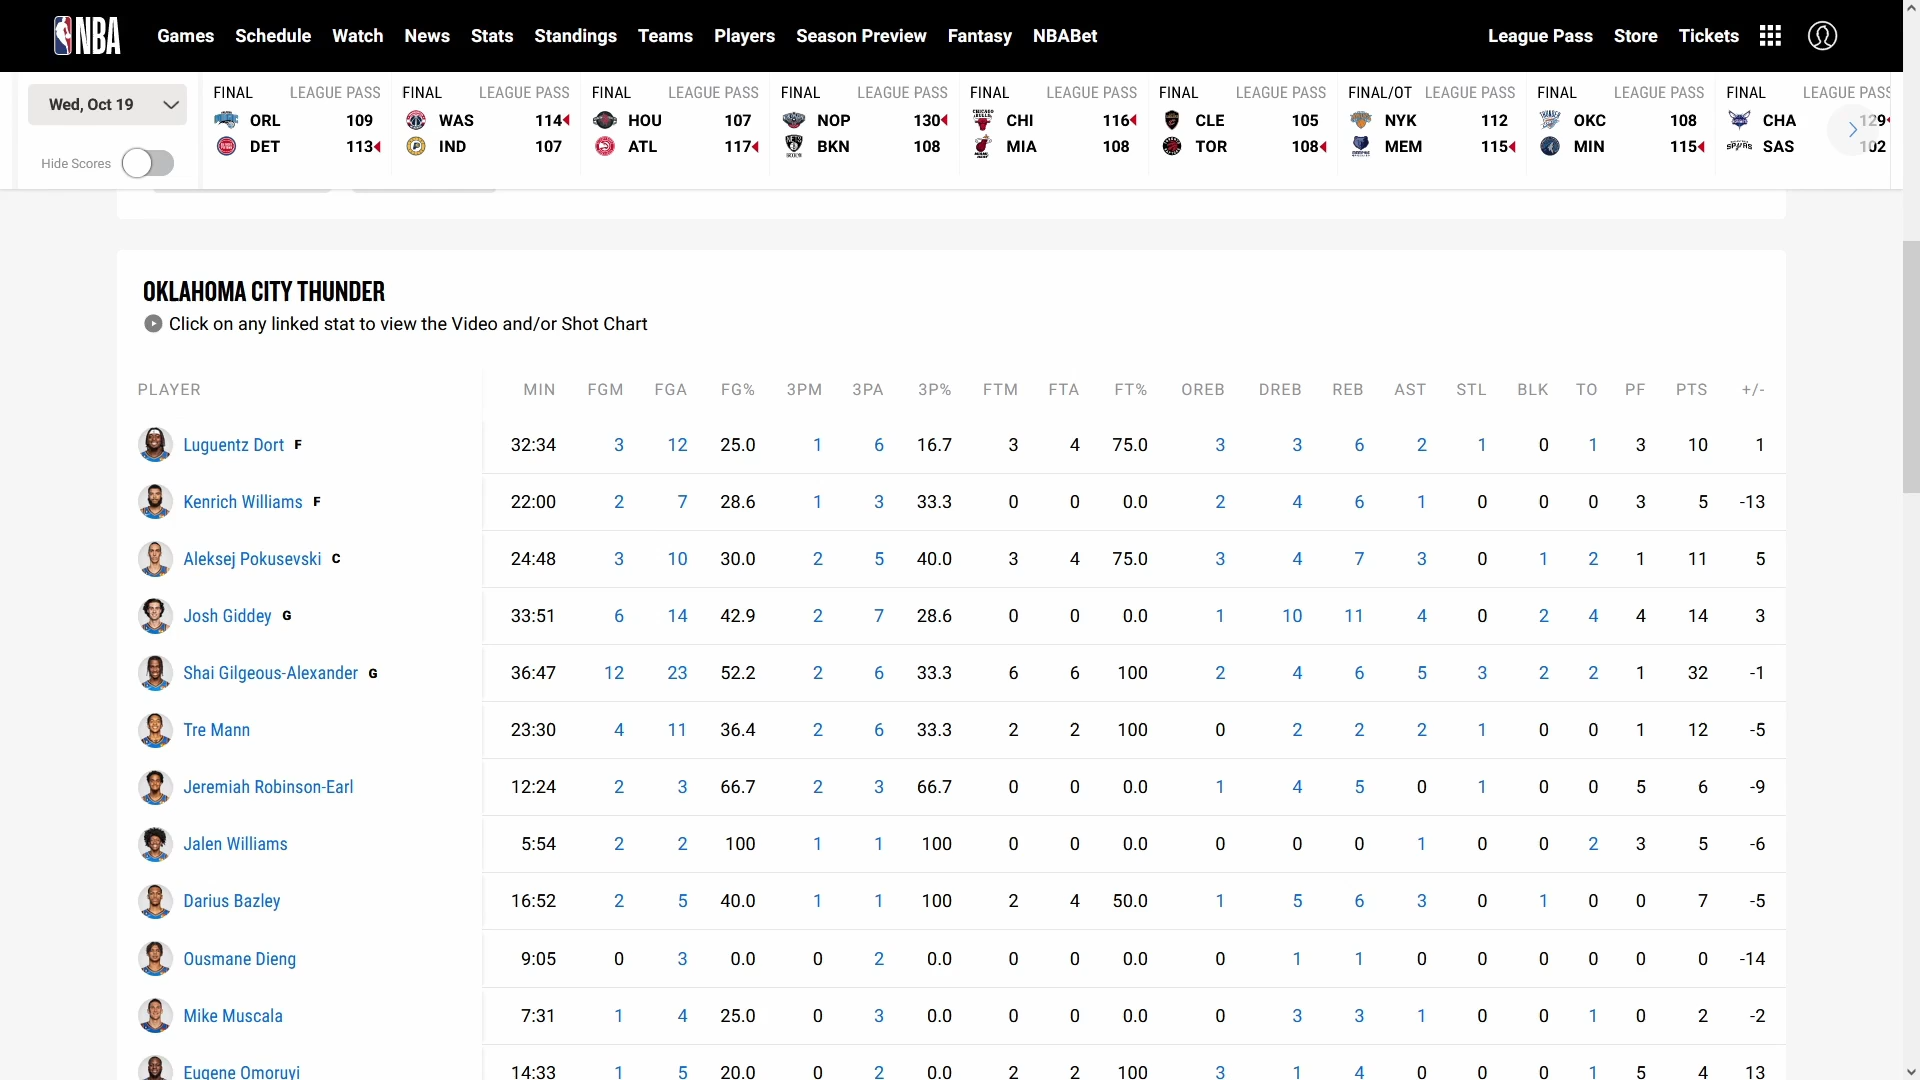 NBA Games Schedule Watch News Stats Standings Teams Players Season Preview Fantasy NBABet League Pass Store Tickets
Wed, Oct 19
Hide Scores
FINAL LEAGUE PASS
ORL 109
DET 113
FINAL LEAGUE PASS
WAS 114
IND 107
FINAL LEAGUE PASS
HOU 107
ATL 117
FINAL LEAGUE PASS
NOP 130
BKN 108
FINAL LEAGUE PASS
CHI 116
MIA 108
FINAL LEAGUE PASS
CLE 105
TOR 108
FINAL/OT LEAGUE PASS
NYK 112
MEM 115
FINAL LEAGUE PASS
OKC 108
MIN 115
FINAL LEAGUE PASS
CHA 129
SAS 102
OKLAHOMA CITY THUNDER
Click on any linked stat to view the Video and/or Shot Chart
PLAYER MIN FGM FGA FG% 3PM 3PA 3P% FTM FTA FT% OREB DREB REB AST STL BLK TO PF PTS +/-
Luguentz Dort F 32:34 3 12 25.0 1 6 16.7 3 4 75.0 3 3 6 2 1 0 1 3 10 1
Kenrich Williams F 22:00 2 7 28.6 1 3 33.3 0 0 0.0 2 4 6 1 0 0 0 3 5 -13
Aleksej Pokusevski C 24:48 3 10 30.0 2 5 40.0 3 4 75.0 3 4 7 3 0 1 2 1 11 5
Josh Giddey G 33:51 6 14 42.9 2 7 28.6 0 0 0.0 1 10 11 4 0 2 4 4 14 3
Shai Gilgeous-Alexander G 36:47 12 23 52.2 2 6 33.3 6 6 100 2 4 6 5 3 2 2 1 32 -1
Tre Mann 23:30 4 11 36.4 2 6 33.3 2 2 100 0 2 2 2 1 0 0 1 12 -5
Jeremiah Robinson-Earl 12:24 2 3 66.7 2 3 66.7 0 0 0.0 1 4 5 0 1 0 0 5 6 -9
Jalen Williams 5:54 2 2 100 1 1 100 0 0 0.0 0 0 0 1 0 0 2 3 5 -6
Darius Bazley 16:52 2 5 40.0 1 1 100 2 4 50.0 1 5 6 3 0 1 0 0 7 -5
Ousmane Dieng 9:05 0 3 0.0 0 2 0.0 0 0 0.0 0 1 1 0 0 0 0 0 0 -14
Mike Muscala 7:31 1 4 25.0 0 3 0.0 0 0 0.0 0 3 3 1 0 0 1 0 2 -2
Eugene Omoruyi 14:33 1 5 20.0 0 2 0.0 2 2 100 3 1 4 0 0 0 1 5 4 13